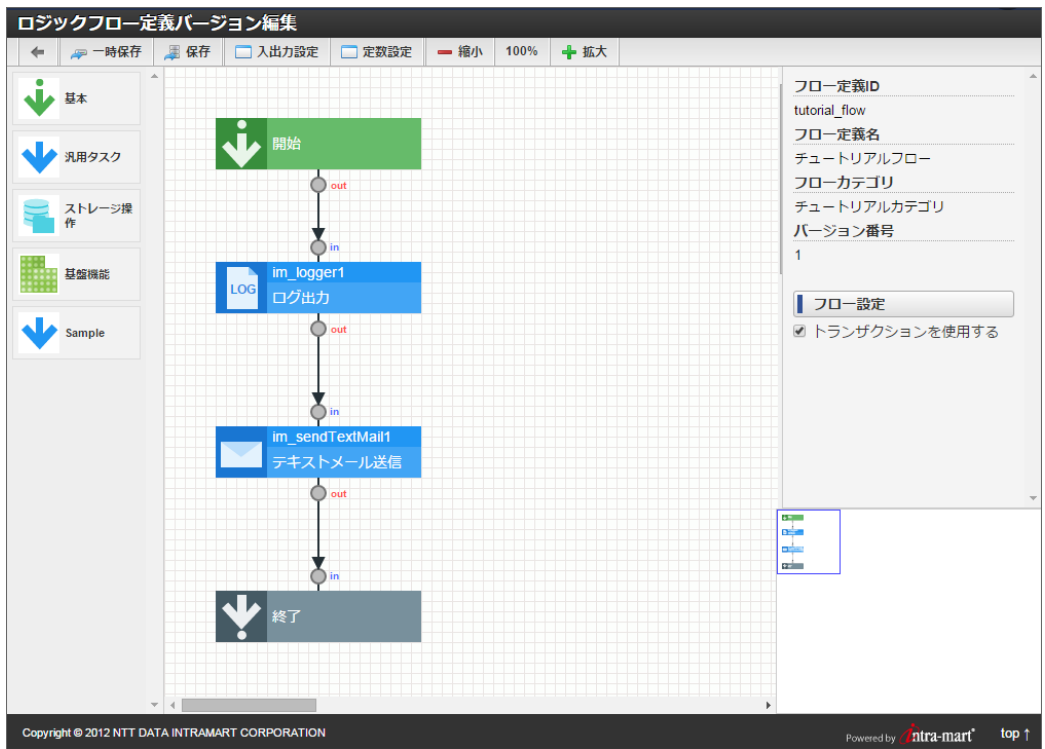 ロジックフロー定義バージョン編集
一時保存 保存 入出力設定 定数設定 縮小 100% 拡大
基本
汎用タスク
ストレージ操
作
基盤機能
Sample
開始
out
in
im_logger1
LOG
ログ出力
out
in
im_sendTextMail1
テキストメール送信
out
in
終了
フロー定義ID
tutorial_flow
フロー定義名
チュートリアルフロー
フローカテゴリ
チュートリアルカテゴリ
バージョン番号
1
フロー設定
トランザクションを使用する
Copyright © 2012 NTT DATA INTRAMART CORPORATION
Powered by intra-mart
top ↑